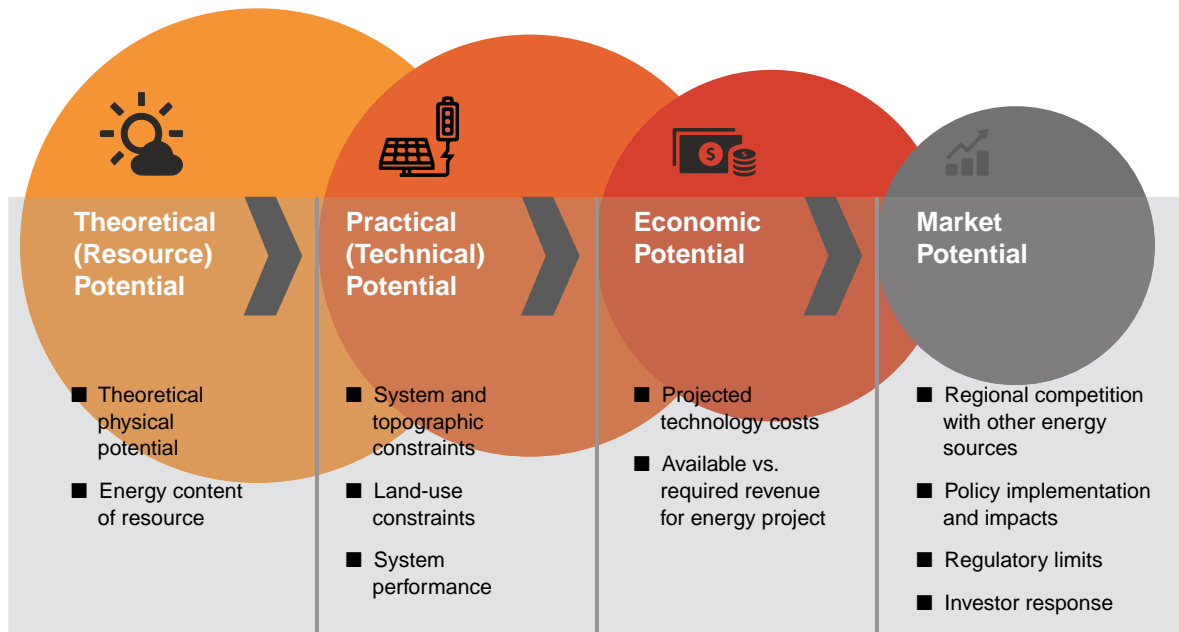 Theoretical
(Resource)
Potential
■ Theoretical
physical
potential
■ Energy content
of resource
Practical
(Technical)
Potential
■ System and
topographic
constraints
■ Land-use
constraints
■ System
performance
Economic
Potential
■ Projected
technology costs
■ Available vs.
required revenue
for energy project
Market
Potential
■ Regional competition
with other energy
sources
■ Policy implementation
and impacts
■ Regulatory limits
■ Investor response